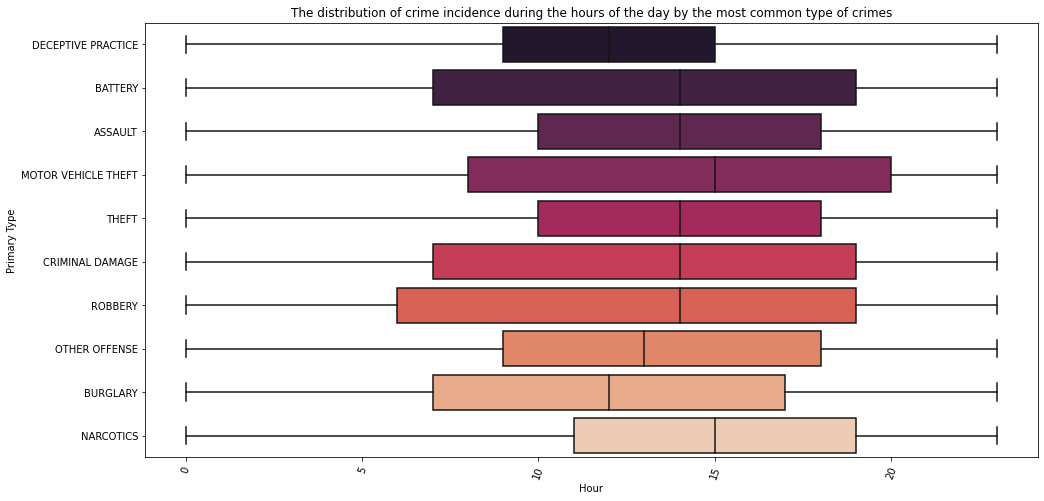 The distribution of crime incidence during the hours of the day by the most common type of crimes
Primary Type
DECEPTIVE PRACTICE
BATTERY
ASSAULT
MOTOR VEHICLE THEFT
THEFT
CRIMINAL DAMAGE
ROBBERY
OTHER OFFENSE
BURGLARY
NARCOTICS
0
5
10
15
20
Hour